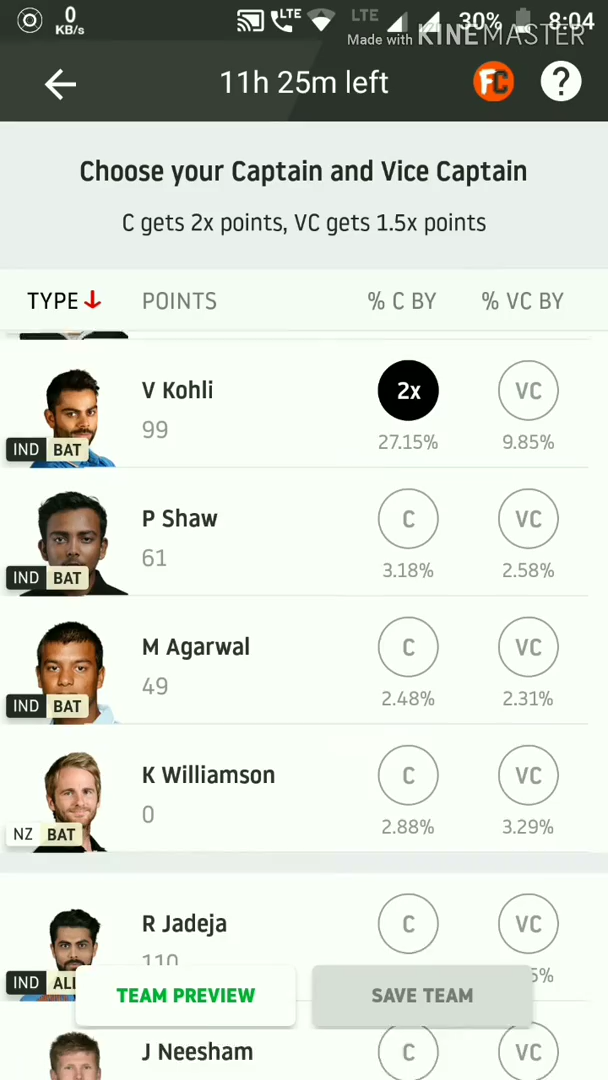 0
KB/s
LTE
LTE
30%
8:04
Made with KINEMASTER
11h 25m left
FC
?
Choose your Captain and Vice Captain
C gets 2x points, VC gets 1.5x points
TYPE
POINTS
% C BY
% VC BY
V Kohli
99
2x
VC
27.15%
9.85%
IND BAT
P Shaw
61
C
VC
3.18%
2.58%
IND BAT
M Agarwal
49
C
VC
2.48%
2.31%
IND BAT
K Williamson
0
C
VC
2.88%
3.29%
NZ BAT
R Jadeja
110
C
VC
5%
IND ALL
TEAM PREVIEW
SAVE TEAM
J Neesham
C
VC